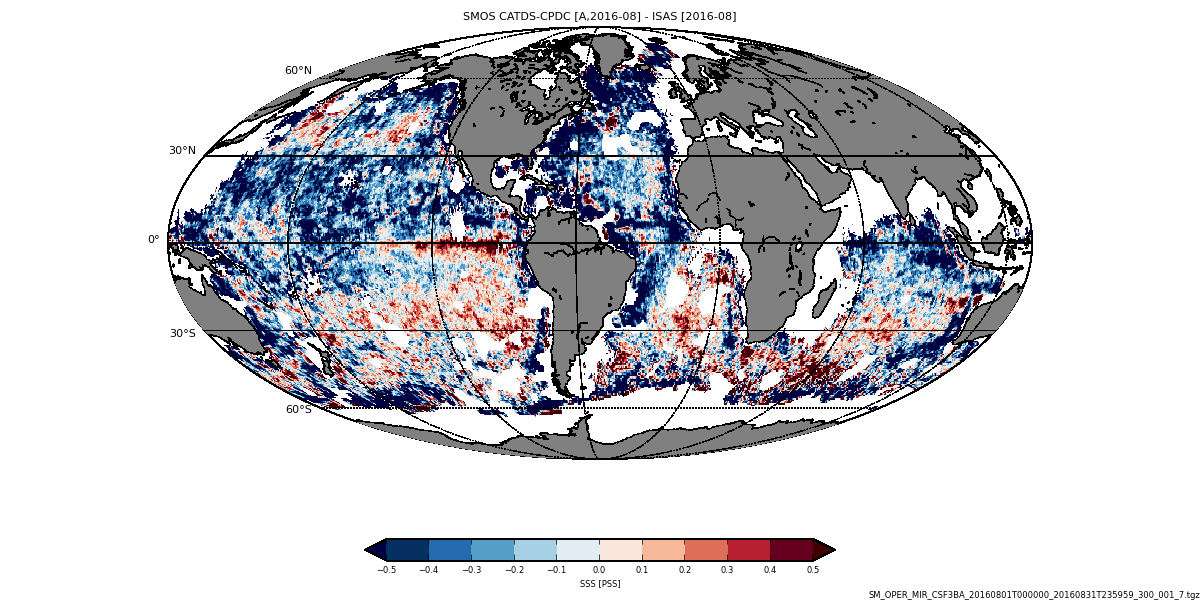 SMOS CATDS-CPDC [A,2016-08] - ISAS [2016-08]
60°N
30°N
0°
30°S
60°S
−0.5 −0.4 −0.3 −0.2 −0.1 0.0 0.1 0.2 0.3 0.4 0.5
SSS [PSS]
SM_OPER_MIR_CSF3BA_20160801T000000_20160831T235959_300_001_7.tgz